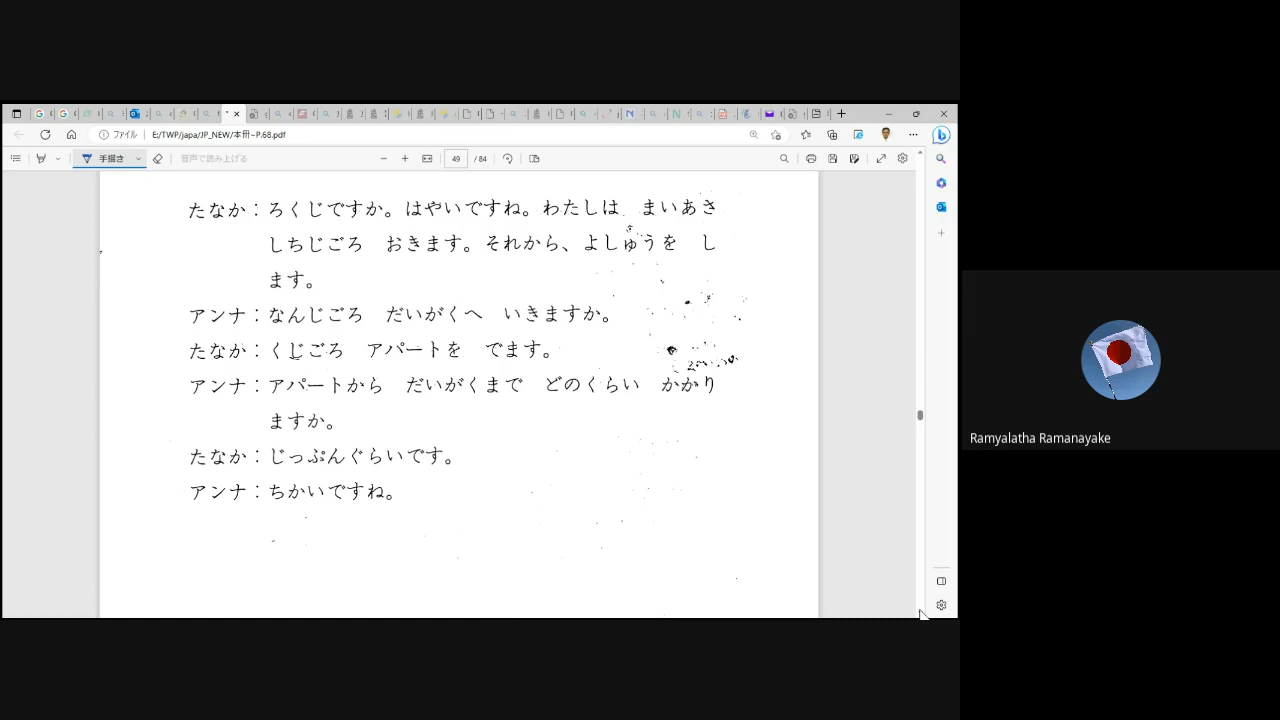 ファイル | E:/TWP/japa/JP_NEW/本冊~P.68.pdf
手描き 音声で読み上げる 49 / 84
たなか：ろくじですか。はやいですね。わたしは　まいあさ
しちじごろ　おきます。それから、よしゅうを　し
ます。
アンナ：なんじごろ　だいがくへ　いきますか。
たなか：くじごろ　アパートを　でます。
アンナ：アパートから　だいがくまで　どのくらい　かかり
ますか。
たなか：じっぷんぐらいです。
アンナ：ちかいですね。
Ramyalatha Ramanayake